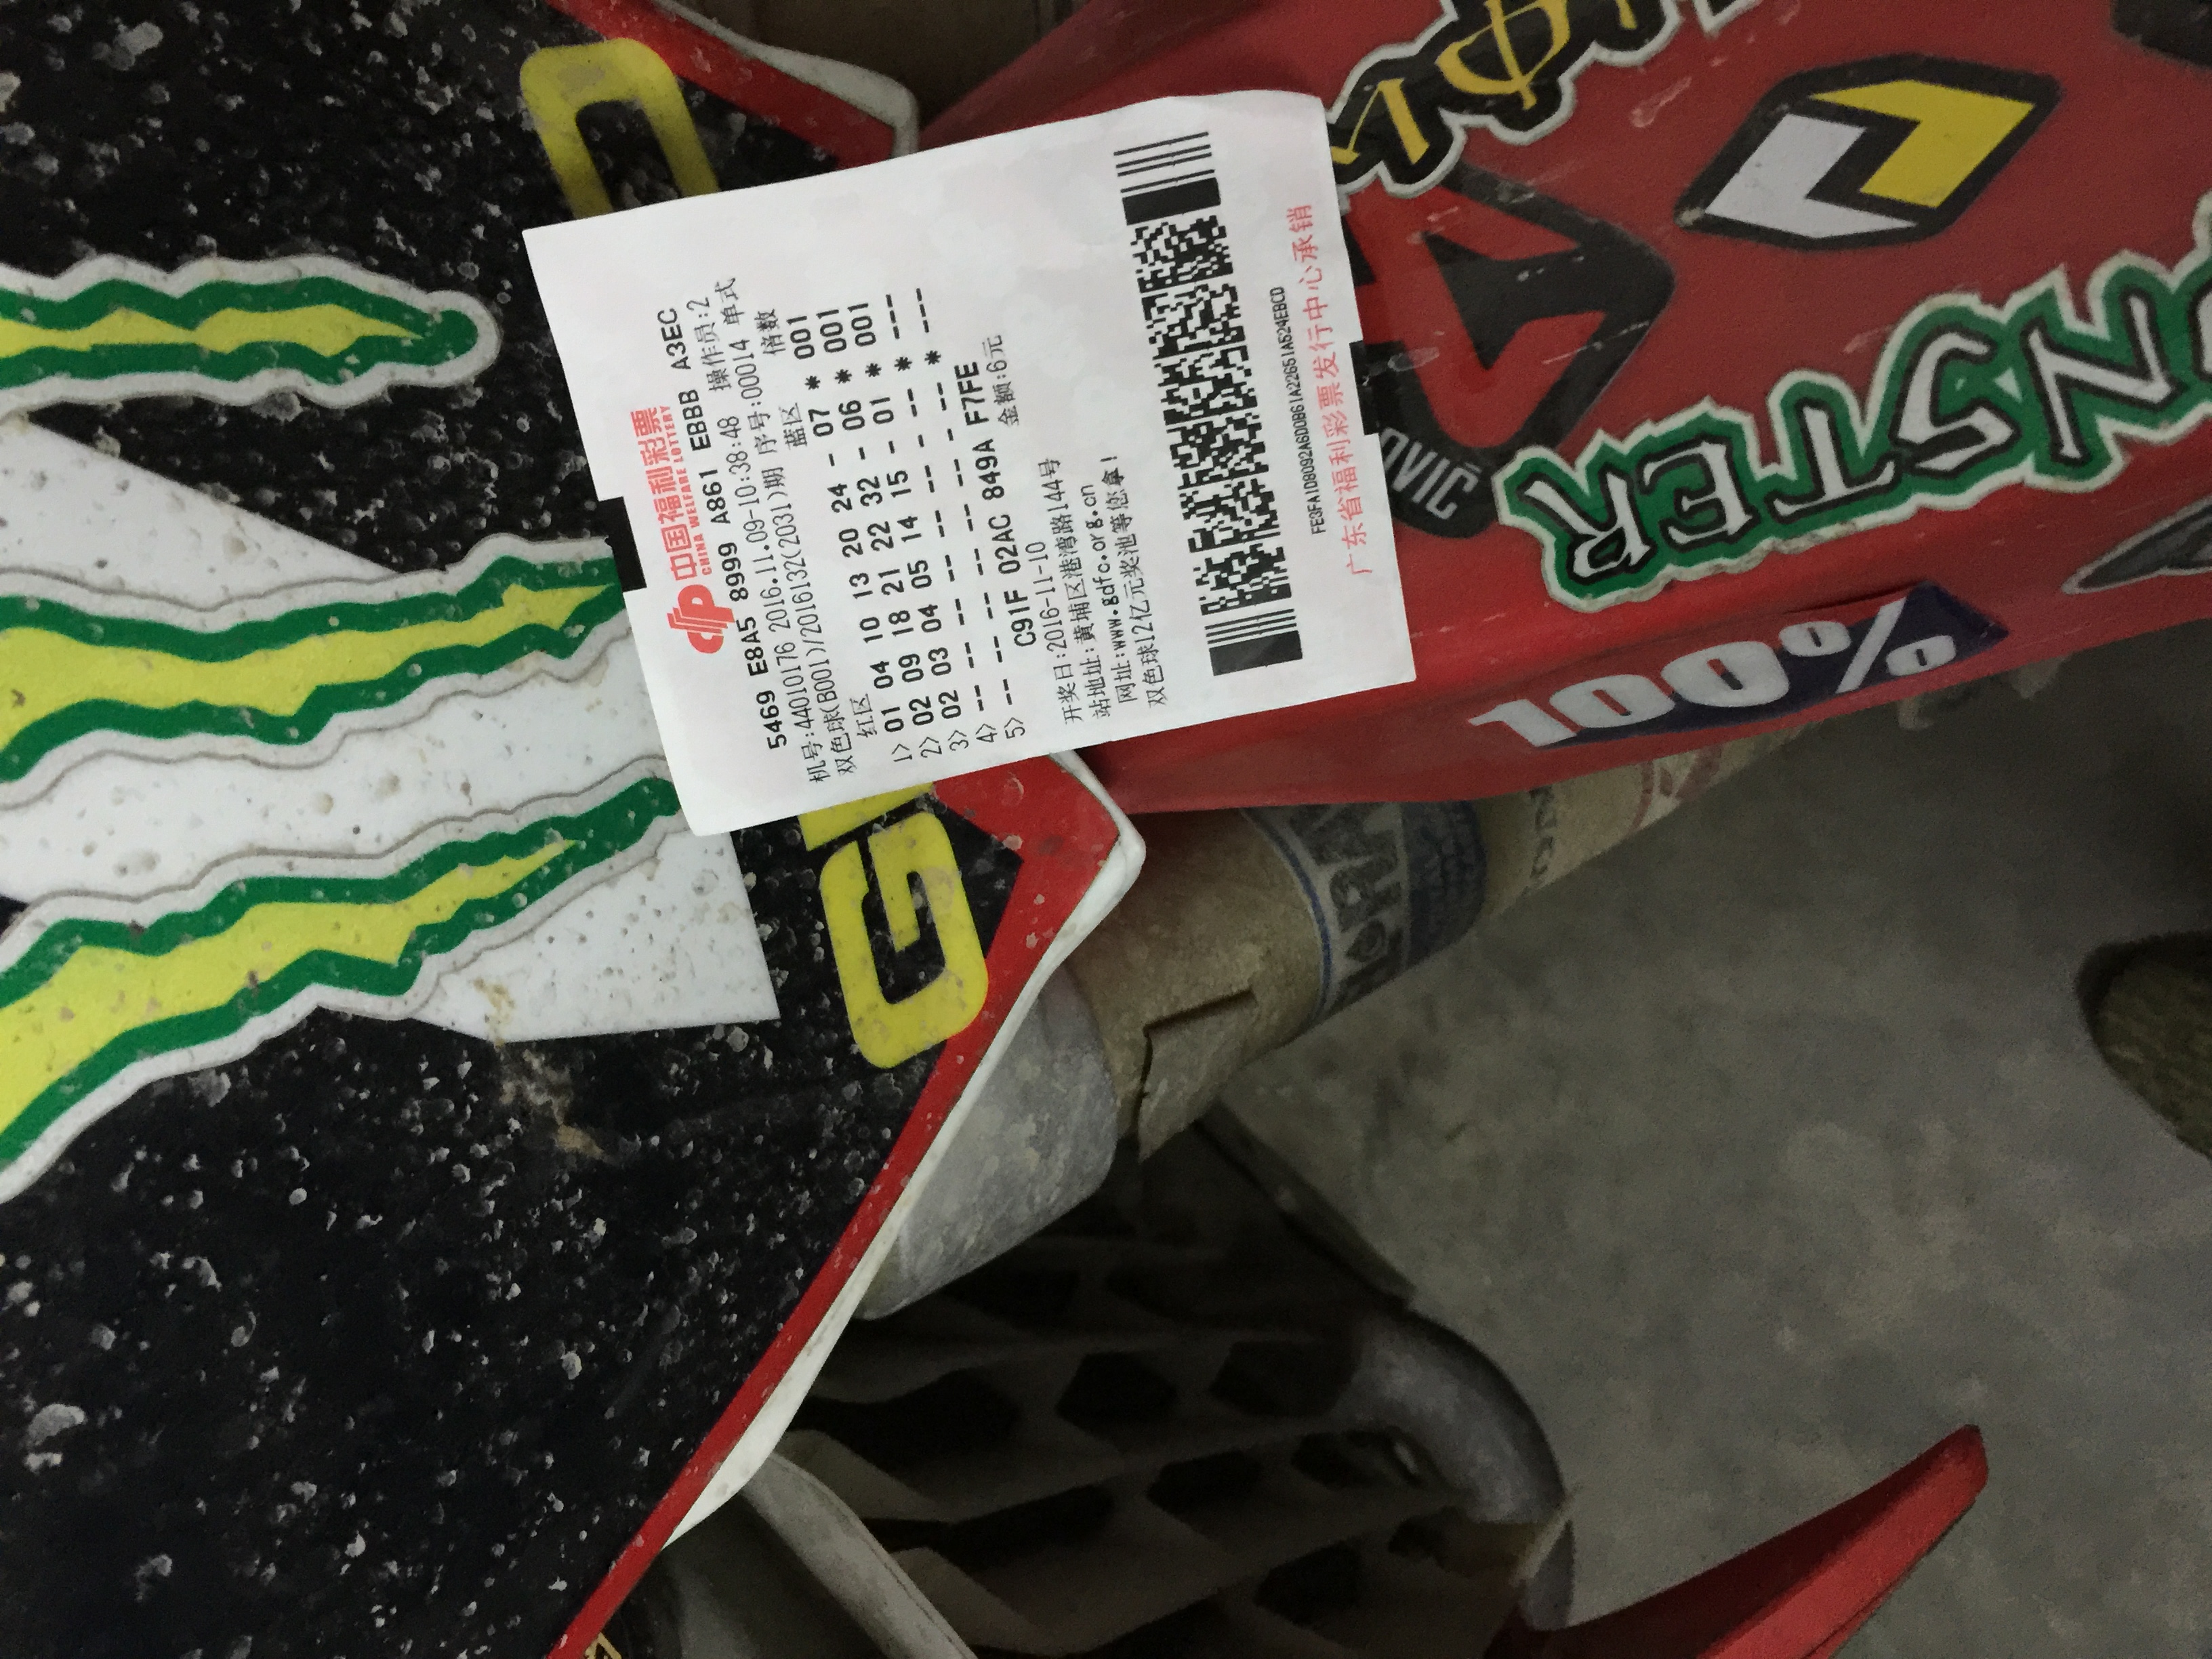 中国福利彩票
CHINA WELFARE LOTTERY
5469 E8A5 8999 A861 EBBB A3EC
机号:44010176 2016.11.09-10:38:48 操作员:2
双色球(B001)/2016132(2031)期 序号:00014 单式
红区 蓝区 倍数
1> 01 04 10 13 20 24 - 07 * 001
2> 02 09 18 21 22 32 - 06 * 001
3> 02 03 04 05 14 15 - 01 * 001
4> -- -- -- -- -- -- - -- * ---
5> -- -- -- -- -- -- - -- * ---
C91F 02AC 849A F7FE
开奖日:2016-11-10 金额:6元
站地址:黄埔区港湾路144号
网址:www.gdfc.org.cn
双色球12亿元奖池等您拿!
广东省福利彩票发行中心承销
OVIČ
100%